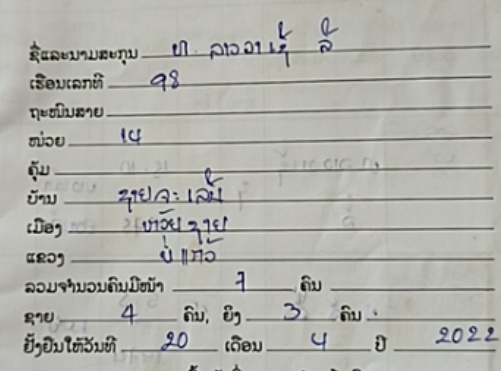 ຊື່ແລະນາມສະກຸນ ທ. ລາວວາເຊັ້ ລີ້
ເຮືອນເລກທີ 98
ຖະໜົນສາຍ
ໜ່ວຍ 14
ຄຸ້ມ
ບ້ານ ຊາຍຈະເລີນ
ເມືອງ ຫ້ວຍຊາຍ
ແຂວງ ບໍ່ແກ້ວ
ລວມຈຳນວນຄົນມີໜ້າ 7 ຄົນ
ຊາຍ 4 ຄົນ, ຍິງ 3 ຄົນ.
ຢັ້ງຢືນໃຫ້ວັນທີ 20 ເດືອນ 4 ປີ 2022